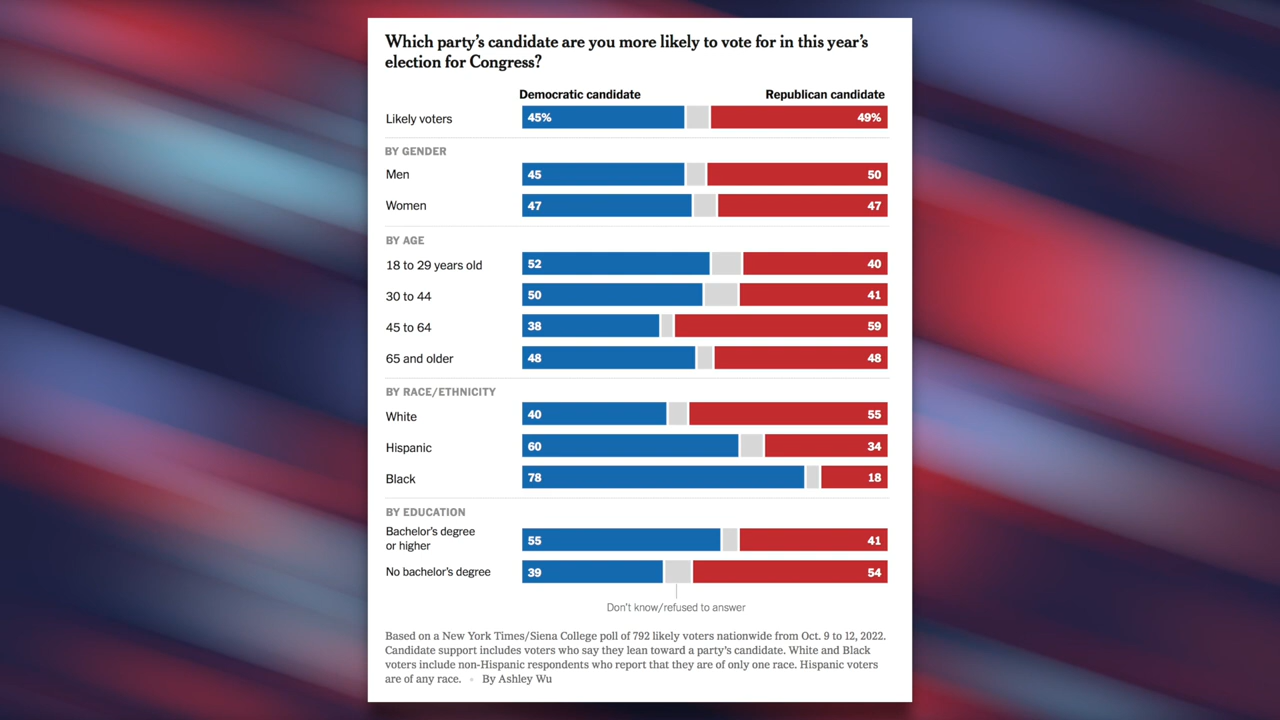 Which party’s candidate are you more likely to vote for in this year’s
election for Congress?
Democratic candidate Republican candidate
Likely voters 45% 49%
BY GENDER
Men 45 50
Women 47 47
BY AGE
18 to 29 years old 52 40
30 to 44 50 41
45 to 64 38 59
65 and older 48 48
BY RACE/ETHNICITY
White 40 55
Hispanic 60 34
Black 78 18
BY EDUCATION
Bachelor’s degree
or higher 55 41
No bachelor’s degree 39 54
Don’t know/refused to answer
Based on a New York Times/Siena College poll of 792 likely voters nationwide from Oct. 9 to 12, 2022.
Candidate support includes voters who say they lean toward a party’s candidate. White and Black
voters include non-Hispanic respondents who report that they are of only one race. Hispanic voters
are of any race. • By Ashley Wu